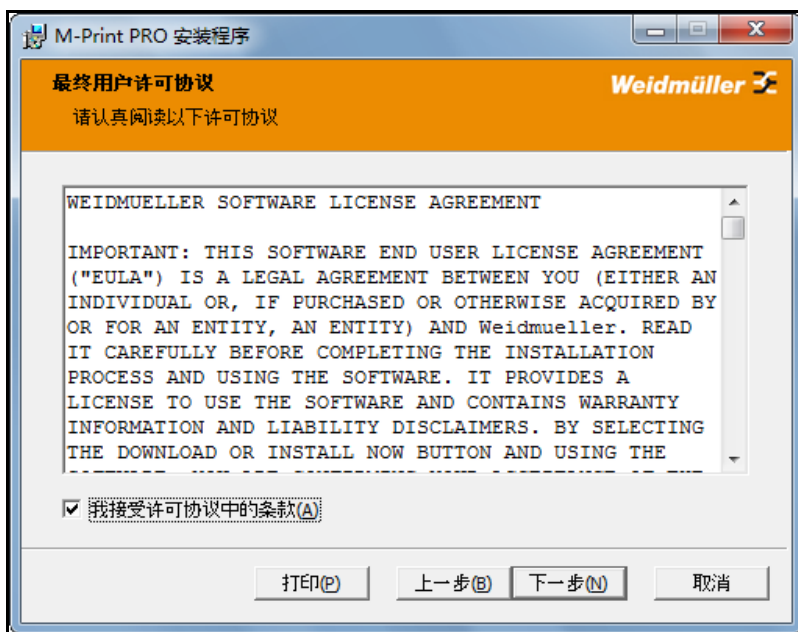 M-Print PRO 安装程序
最终用户许可协议
Weidmüller
请认真阅读以下许可协议
WEIDMUELLER SOFTWARE LICENSE AGREEMENT
IMPORTANT: THIS SOFTWARE END USER LICENSE AGREEMENT
("EULA") IS A LEGAL AGREEMENT BETWEEN YOU (EITHER AN
INDIVIDUAL OR, IF PURCHASED OR OTHERWISE ACQUIRED BY
OR FOR AN ENTITY, AN ENTITY) AND Weidmueller. READ
IT CAREFULLY BEFORE COMPLETING THE INSTALLATION
PROCESS AND USING THE SOFTWARE. IT PROVIDES A
LICENSE TO USE THE SOFTWARE AND CONTAINS WARRANTY
INFORMATION AND LIABILITY DISCLAIMERS. BY SELECTING
THE DOWNLOAD OR INSTALL NOW BUTTON AND USING THE
我接受许可协议中的条款(A)
打印(P) 上一步(B) 下一步(N) 取消